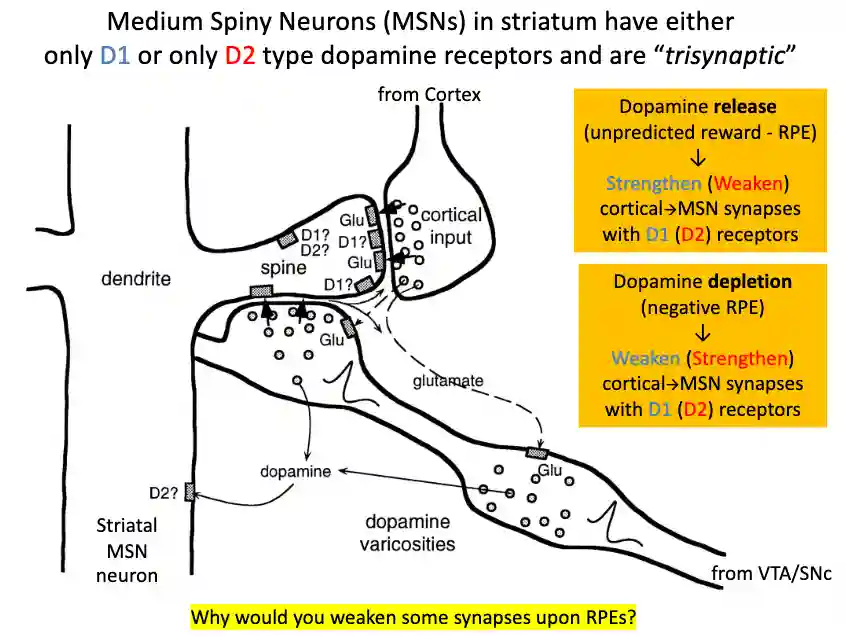 Medium Spiny Neurons (MSNs) in striatum have either
only D1 or only D2 type dopamine receptors and are “trisynaptic”
from Cortex
Dopamine release
(unpredicted reward - RPE)
↓
Strengthen (Weaken)
cortical→MSN synapses
with D1 (D2) receptors
Glu
cortical
input
D1?
D2?
D1?
Glu
spine
D1?
dendrite
Dopamine depletion
(negative RPE)
↓
Weaken (Strengthen)
cortical→MSN synapses
with D1 (D2) receptors
Glu
glutamate
Glu
dopamine
D2?
Striatal
MSN
neuron
dopamine
varicosities
from VTA/SNc
Why would you weaken some synapses upon RPEs?